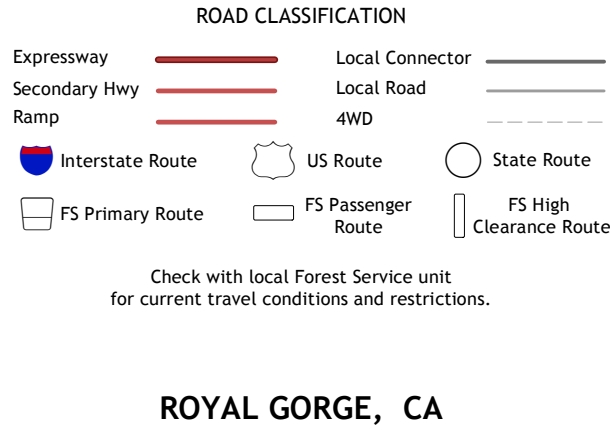 ROAD CLASSIFICATION
Expressway
Local Connector
Secondary Hwy
Local Road
Ramp
4WD
Interstate Route
US Route
State Route
FS Primary Route
FS Passenger
Route
FS High
Clearance Route
Check with local Forest Service unit
for current travel conditions and restrictions.
ROYAL GORGE, CA